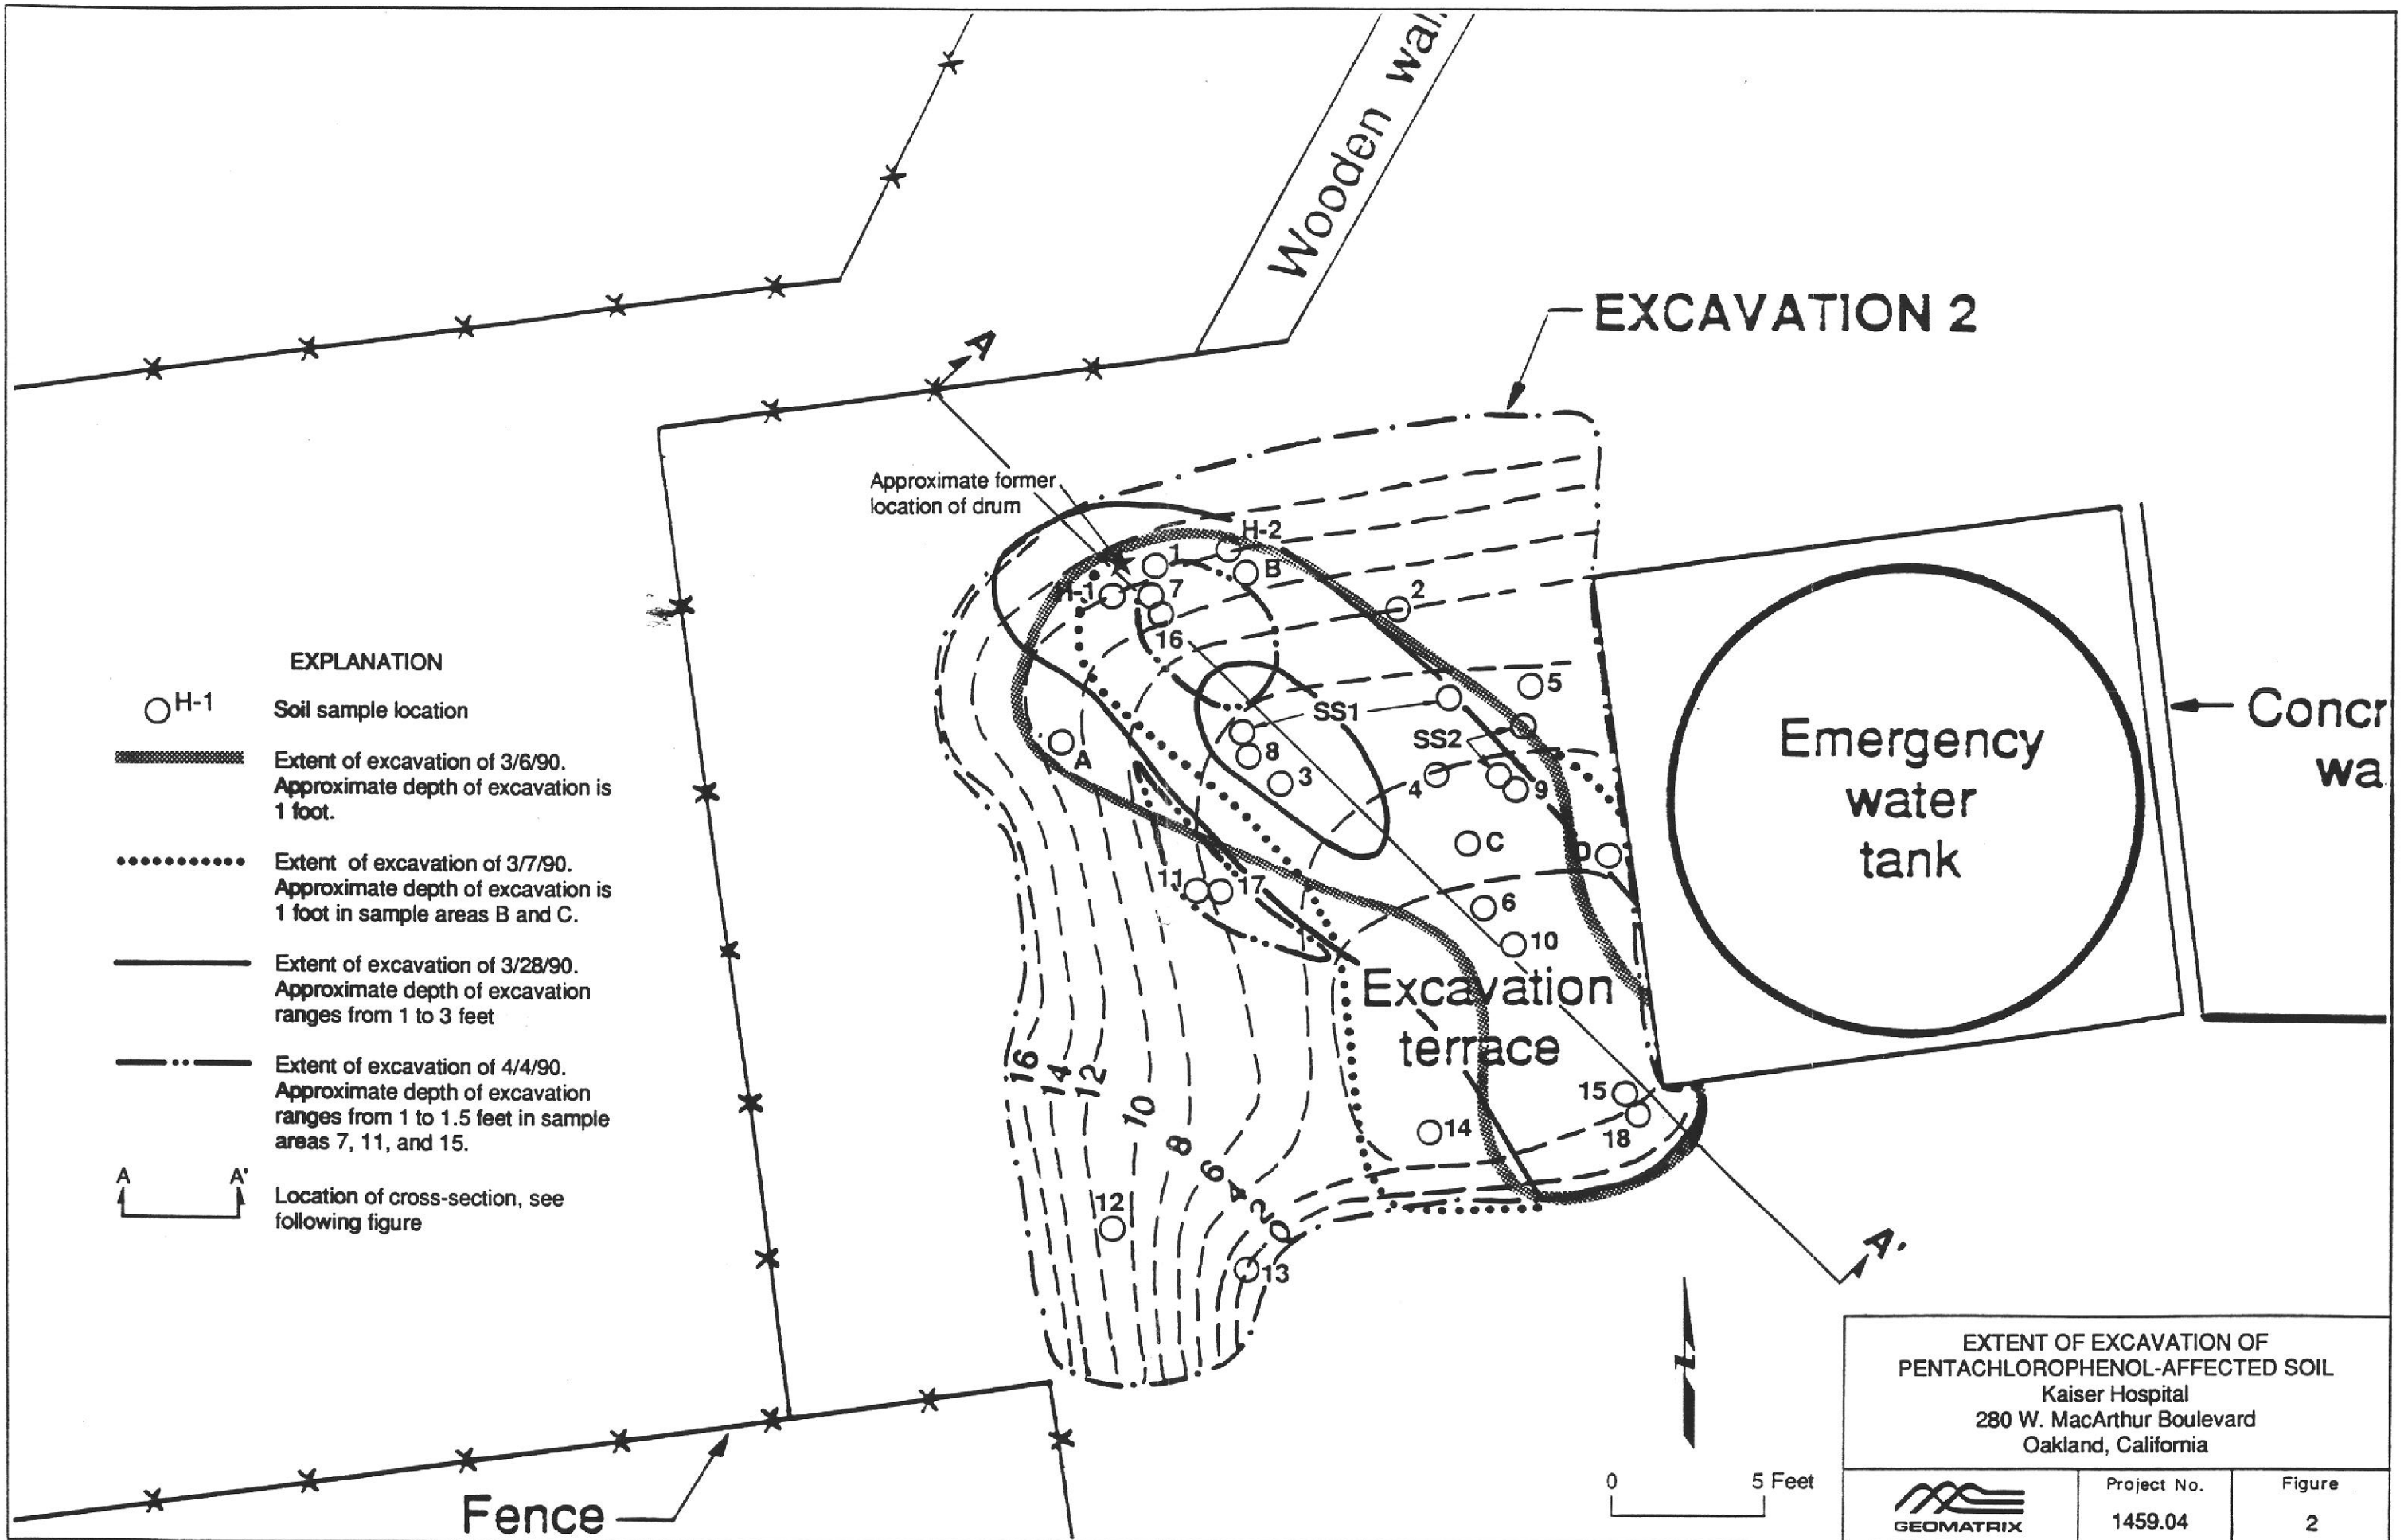 Wooden wall
EXCAVATION 2
A
Approximate former
location of drum
H-2
1
B
H-1
7
2
16
5
SS1
SS2
8
A
3
4
9
C
D
11
17
6
10
Excavation
terrace
16
14
12
10
8
6
4
2
0
15
14
18
12
13
A'
Emergency
water
tank
Concr
wa
EXPLANATION
H-1
Soil sample location
Extent of excavation of 3/6/90.
Approximate depth of excavation is
1 foot.
Extent of excavation of 3/7/90.
Approximate depth of excavation is
1 foot in sample areas B and C.
Extent of excavation of 3/28/90.
Approximate depth of excavation
ranges from 1 to 3 feet
Extent of excavation of 4/4/90.
Approximate depth of excavation
ranges from 1 to 1.5 feet in sample
areas 7, 11, and 15.
A A'
Location of cross-section, see
following figure
Fence
0 5 Feet
EXTENT OF EXCAVATION OF
PENTACHLOROPHENOL-AFFECTED SOIL
Kaiser Hospital
280 W. MacArthur Boulevard
Oakland, California
GEOMATRIX
Project No.
1459.04
Figure
2